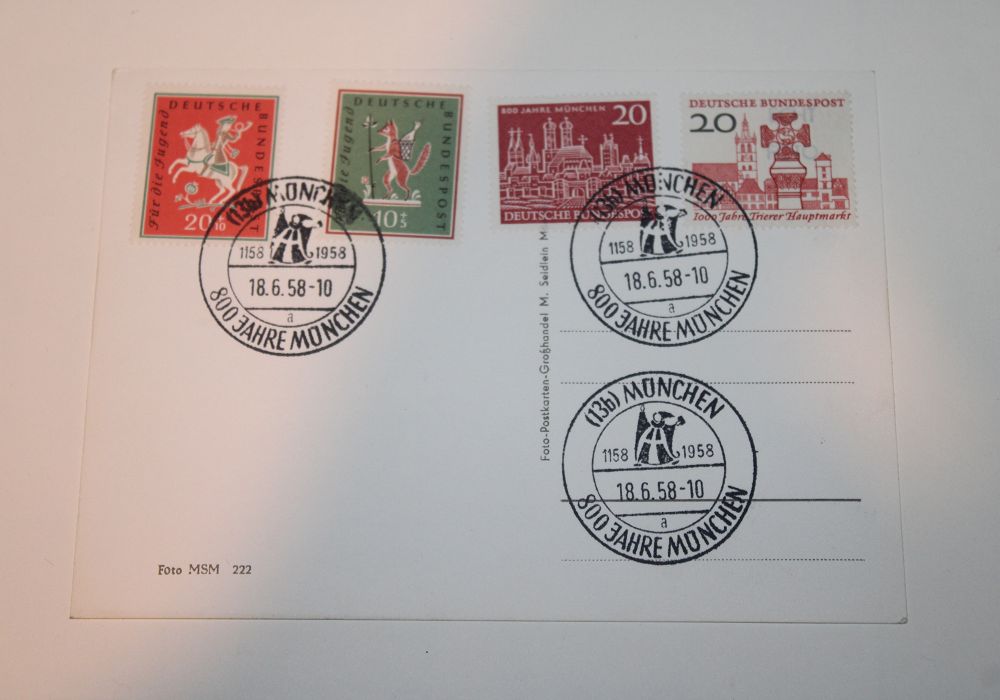 DEUTSCHE BUNDESPOST
Für die Jugend
20 + 10
DEUTSCHE BUNDESPOST
die Jugend
10 + 5
800 JAHRE MÜNCHEN
20
DEUTSCHE BUNDESPOST
DEUTSCHE BUNDESPOST
20
1000 Jahre Trierer Hauptmarkt
(13b) MÜNCHEN
1158 1958
18.6.58-10
a
800 JAHRE MÜNCHEN
(13b) MÜNCHEN
1158 1958
18.6.58-10
a
800 JAHRE MÜNCHEN
Foto-Postkarten-Großhandel M. Seidlein
(13b) MÜNCHEN
1158 1958
18.6.58-10
a
800 JAHRE MÜNCHEN
Foto MSM 222